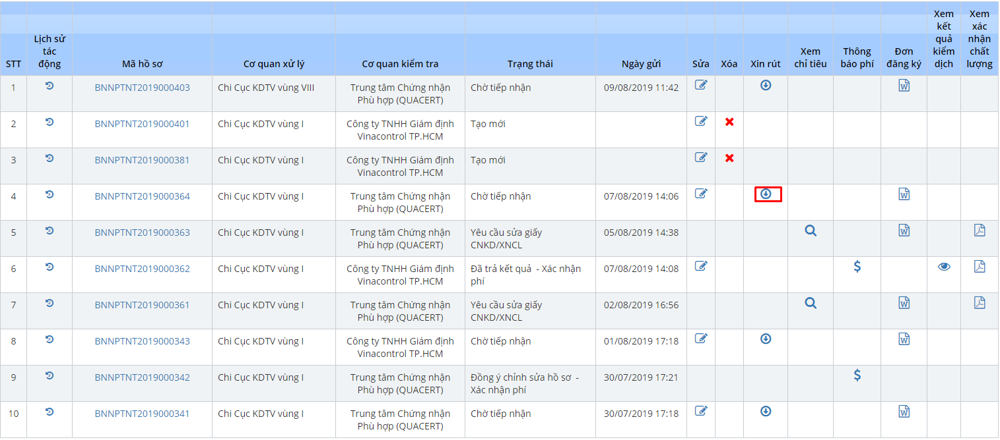 STT Lịch sử tác động Mã hồ sơ Cơ quan xử lý Cơ quan kiểm tra Trạng thái Ngày gửi Sửa Xóa Xin rút Xem chỉ tiêu Thông báo phí Đơn đăng ký Xem kết quả kiểm dịch Xem xác nhận chất lượng
1 BNNPTNT2019000403 Chi Cục KDTV vùng VIII Trung tâm Chứng nhận Chờ tiếp nhận 09/08/2019 11:42
Phù hợp (QUACERT)
2 BNNPTNT2019000401 Chi Cục KDTV vùng I Công ty TNHH Giám định Tạo mới
Vinacontrol TP.HCM
3 BNNPTNT2019000381 Chi Cục KDTV vùng I Công ty TNHH Giám định Tạo mới
Vinacontrol TP.HCM
4 BNNPTNT2019000364 Chi Cục KDTV vùng I Trung tâm Chứng nhận Chờ tiếp nhận 07/08/2019 14:06
Phù hợp (QUACERT)
5 BNNPTNT2019000363 Chi Cục KDTV vùng I Trung tâm Chứng nhận Yêu cầu sửa giấy 05/08/2019 14:38
Phù hợp (QUACERT) CNKD/XNCL
6 BNNPTNT2019000362 Chi Cục KDTV vùng I Công ty TNHH Giám định Đã trả kết quả - Xác nhận 07/08/2019 14:08 $
Vinacontrol TP.HCM phí
7 BNNPTNT2019000361 Chi Cục KDTV vùng I Trung tâm Chứng nhận Yêu cầu sửa giấy 02/08/2019 16:56
Phù hợp (QUACERT) CNKD/XNCL
8 BNNPTNT2019000343 Chi Cục KDTV vùng I Công ty TNHH Giám định Chờ tiếp nhận 01/08/2019 17:18
Vinacontrol TP.HCM
9 BNNPTNT2019000342 Chi Cục KDTV vùng I Trung tâm Chứng nhận Đồng ý chỉnh sửa hồ sơ - 30/07/2019 17:21 $
Phù hợp (QUACERT) Xác nhận phí
10 BNNPTNT2019000341 Chi Cục KDTV vùng I Trung tâm Chứng nhận Chờ tiếp nhận 30/07/2019 17:18
Phù hợp (QUACERT)